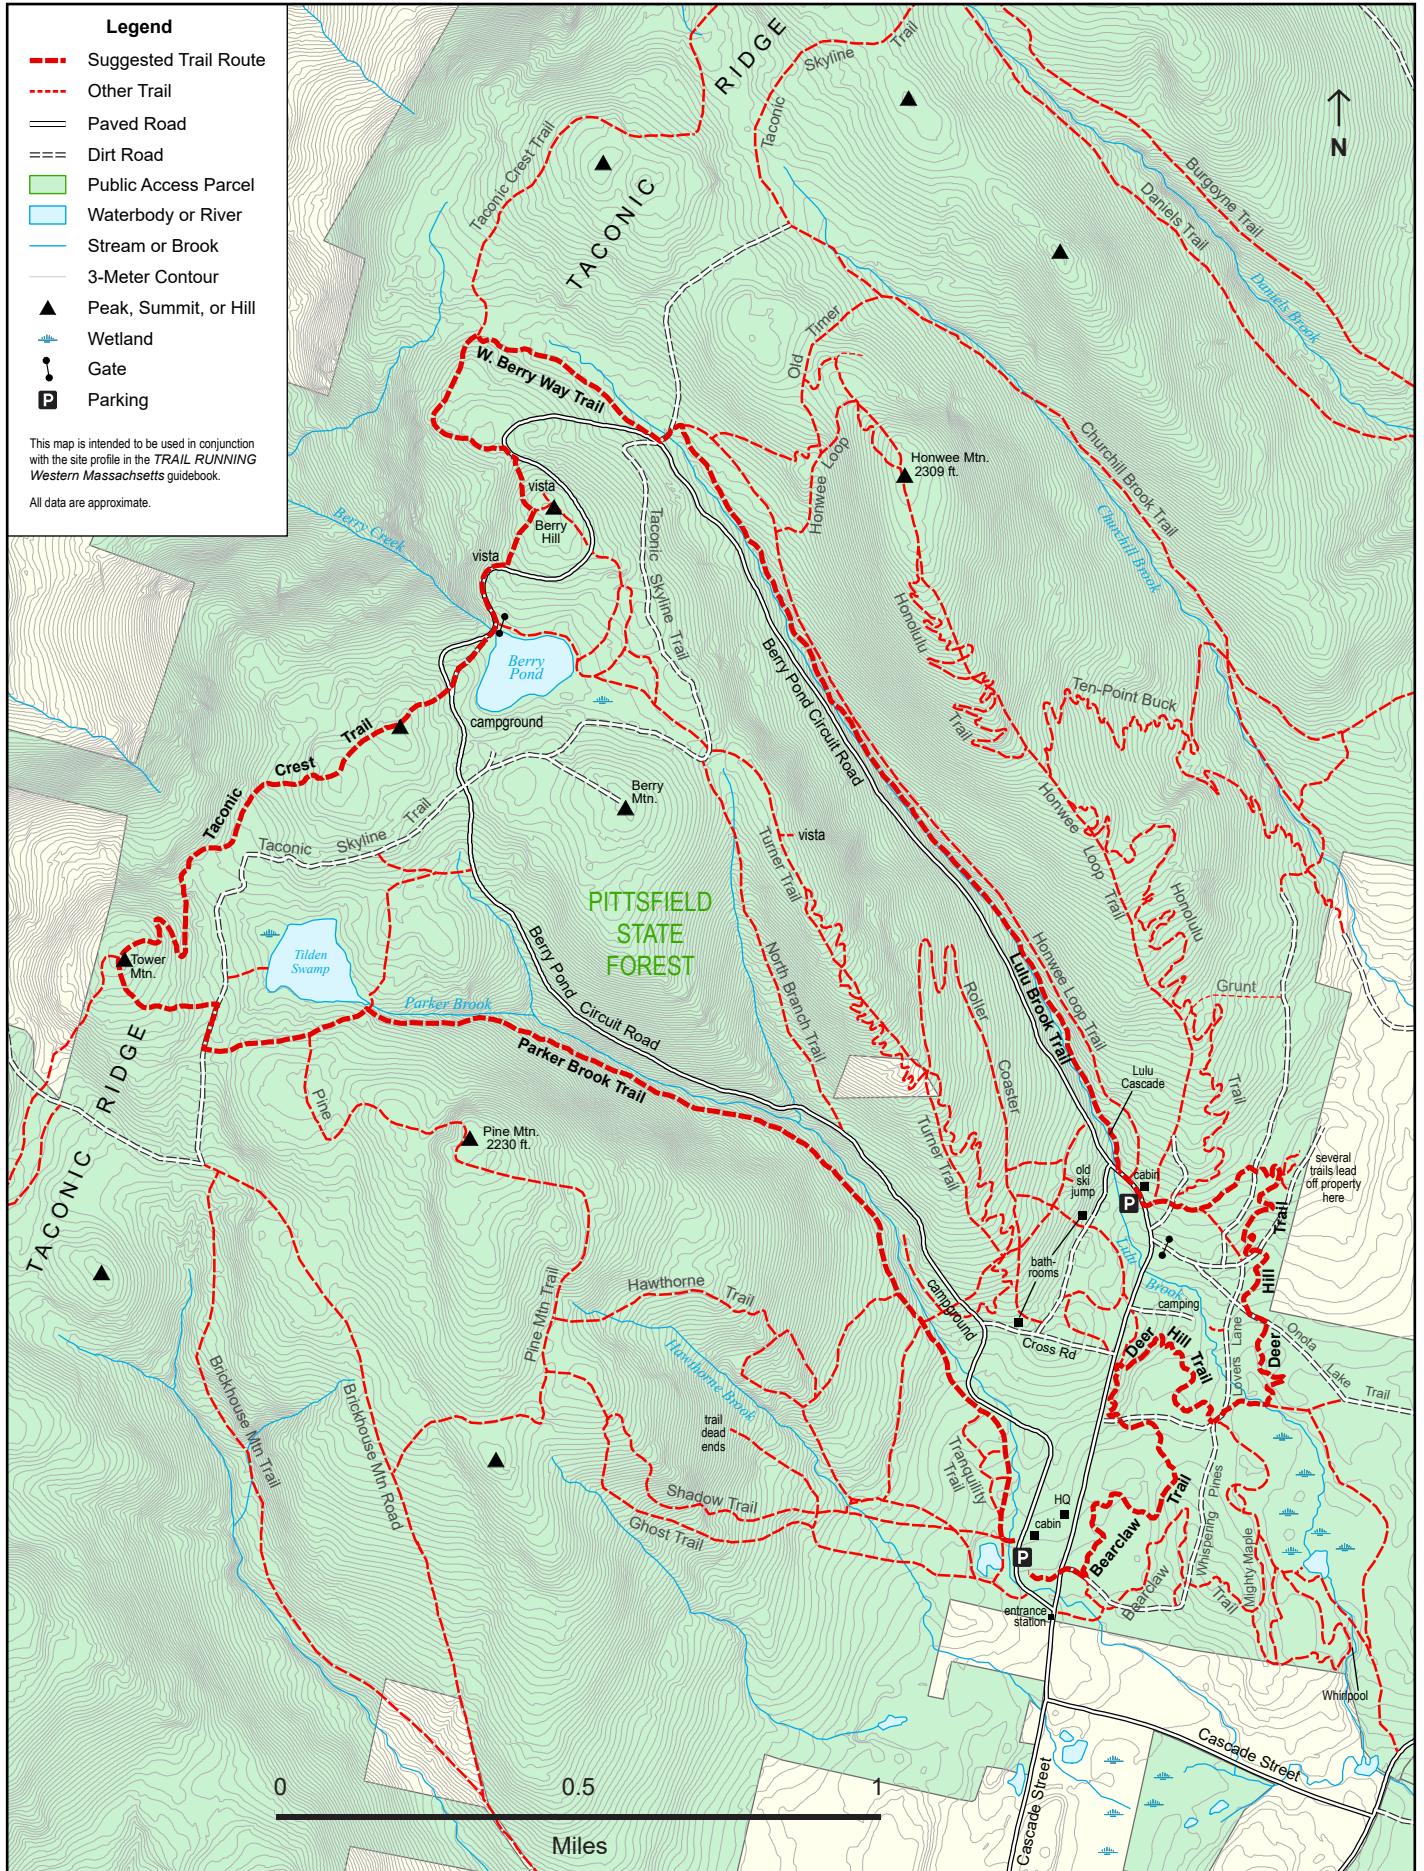 Legend
Suggested Trail Route
Other Trail
Paved Road
Dirt Road
Public Access Parcel
Waterbody or River
Stream or Brook
3-Meter Contour
Peak, Summit, or Hill
Wetland
Gate
P
Parking
This map is intended to be used in conjunction
with the site profile in the TRAIL RUNNING
Western Massachsetts guidebook.
All data are approximate.
N
RIDGE
TACONIC
Taconic Crest Trail
Taconic
Skyline
Trail
Burgoyne Trail
Daniels Trail
Daniels Brook
Old
Timer
W. Berry Way Trail
Honwee
Loop
Honwee Mtn.
2309 ft.
Churchill Brook Trail
Churchill Brook
vista
Berry
Hill
vista
Berry Creek
Taconic
Skyline
Trail
Honolulu
Trail
Ten-Point Buck
Berry
Pond
Berry Pond Circuit Road
campground
Taconic
Crest
Trail
Berry
Mtn.
Taconic
Skyline
Trail
Turner Trail
vista
Honwee
Loop
Trail
Honolulu
Trail
PITTSFIELD
STATE
FOREST
Tilden
Swamp
Tower
Mtn.
Parker Brook
Berry Pond
Circuit Road
North Branch Trail
Roller
Coaster
Honwee Loop Trail
Lulu Brook Trail
Grunt
TACONIC
RIDGE
Parker Brook Trail
Pine
Pine Mtn.
2230 ft.
Turner Trail
Lulu
Cascade
old
ski
jump
cabin
P
several
trails lead
off property
here
bath-
rooms
Lulu
Brook
camping
Deer
Hill
Trail
Hawthorne
Trail
Pine Mtn Trail
Hawthorne Brook
campground
Cross Rd
Deer
Hill
Trail
Lovers
Lane
Onota
Lake
Trail
Brickhouse Mtn Trail
Brickhouse Mtn Road
trail
dead
ends
Tranquility
Trail
Shadow Trail
Ghost Trail
HQ
cabin
P
Bearclaw
Trail
Bearclaw
Trail
Whispering
Pines
Mighty Maple
entrance
station
Whirlpool
Cascade Street
Cascade Street
0
0.5
1
Miles